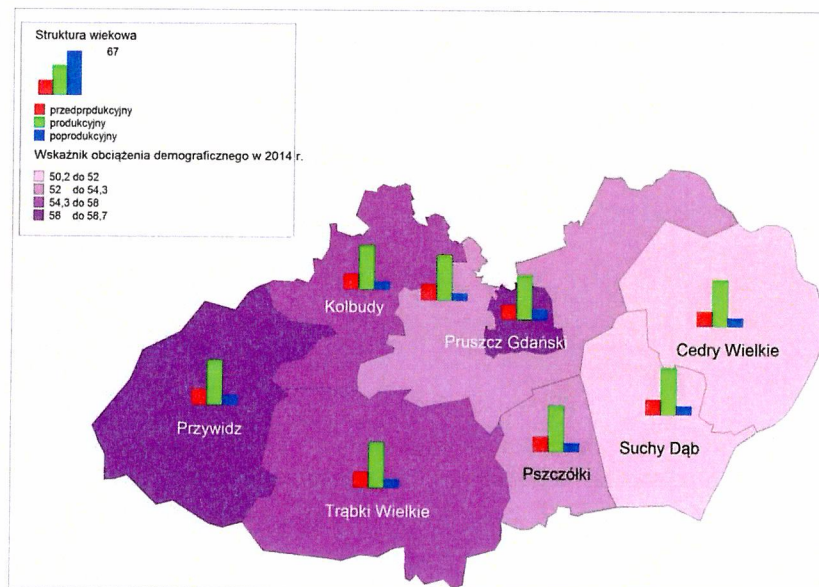 Struktura wiekowa
67
przedprpdukcyjny
produkcyjny
poprodukcyjny
Wskaźnik obciążenia demograficznego w 2014 r.
50,2 do 52
52 do 54,3
54,3 do 58
58 do 58,7
Kolbudy
Pruszcz Gdański
Cedry Wielkie
Przywidz
Suchy Dąb
Pszczółki
Trąbki Wielkie